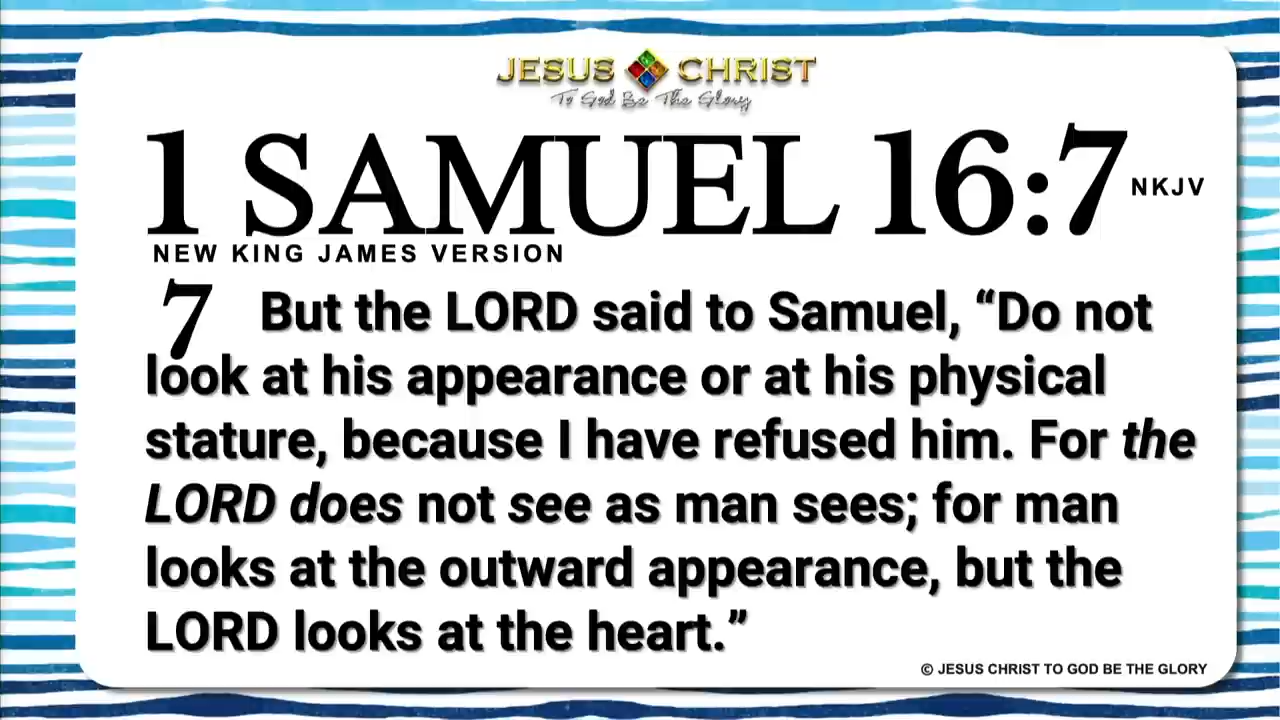 JESUS CHRIST
To God Be The Glory
1 SAMUEL 16:7 NKJV
NEW KING JAMES VERSION
7 But the LORD said to Samuel, “Do not
look at his appearance or at his physical
stature, because I have refused him. For the
LORD does not see as man sees; for man
looks at the outward appearance, but the
LORD looks at the heart.”
© JESUS CHRIST TO GOD BE THE GLORY